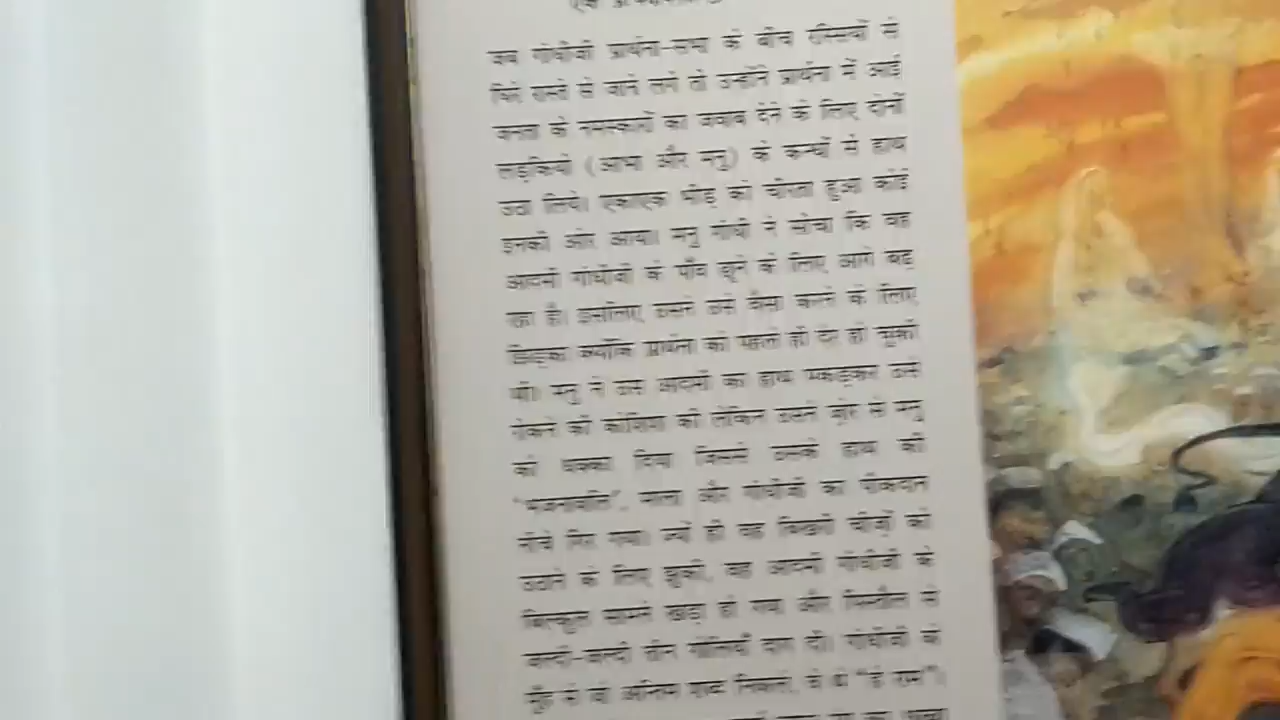 जब गाँधीजी प्रार्थना-सभा के बीच रस्सियों से
घिरे रास्ते से जाने लगे तो उन्होंने प्रार्थना में आई
जनता के नमस्कारों का जवाब देने के लिए दोनों
लड़कियों (आभा और मनु) के कन्धों से हाथ
उठा लिये। एकाएक भीड़ को चीरता हुआ कोई
इनकी ओर आया। मनु गाँधी ने सोचा कि वह
आदमी गाँधीजी के पाँव छूने के लिए आगे बढ़
रहा है। इसलिए उसने उसे वैसा करने के लिए
झिड़का क्योंकि प्रार्थना को पहले ही देर हो चुकी
थी। मनु ने उस आदमी का हाथ पकड़कर उसे
रोकने की कोशिश की लेकिन उसने ज़ोर से मनु
को धक्का दिया जिससे उसके हाथ की
"भजनावलि", माला और गाँधीजी का पीकदान
नीचे गिर गया। ज्यों ही वह बिखरी चीज़ों को
उठाने के लिए झुकी, वह आदमी गाँधीजी के
बिल्कुल सामने खड़ा हो गया और पिस्तौल से
जल्दी-जल्दी तीन गोलियाँ दाग दीं। गाँधीजी के
मुँह से जो अन्तिम शब्द निकले, वे थे "हे राम"।